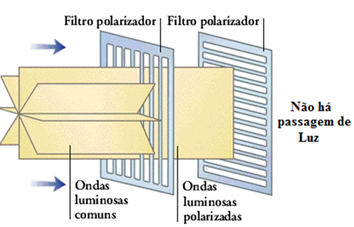 Filtro polarizador
Filtro polarizador
Não há
passagem de
Luz
Ondas
luminosas
comuns
Ondas
luminosas
polarizadas